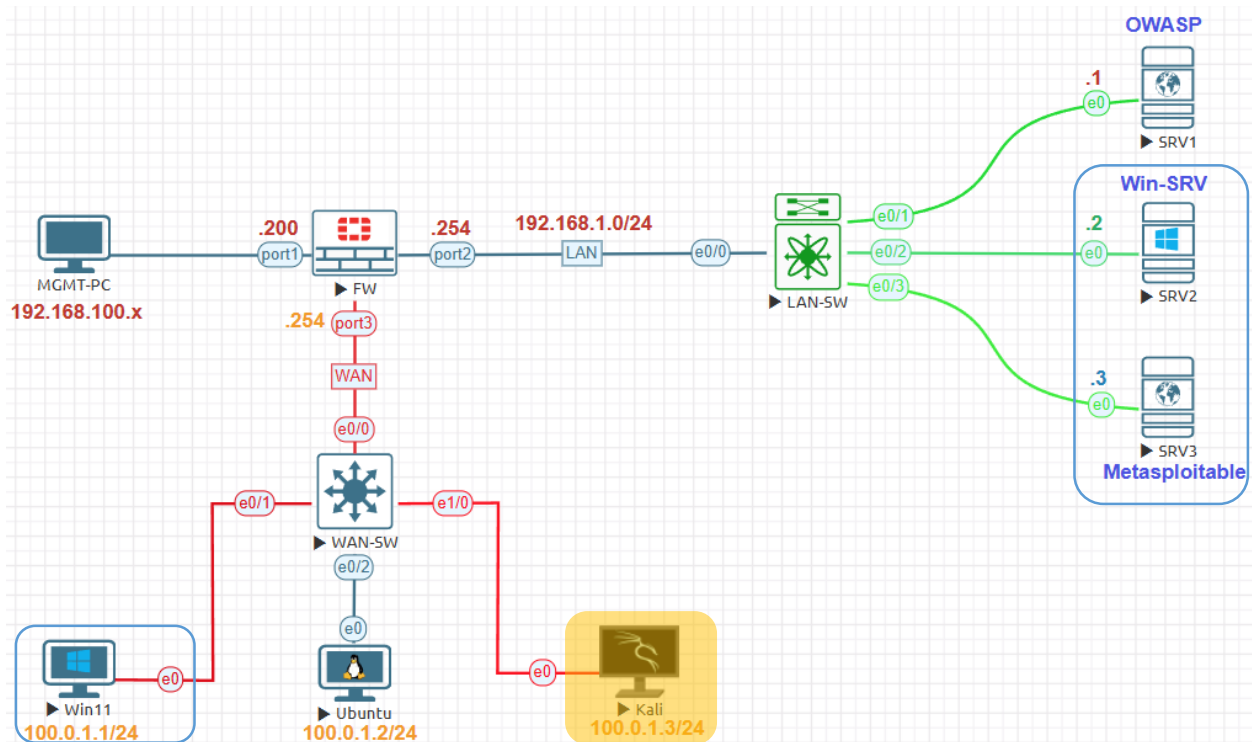 OWASP
.1
e0
▶ SRV1
Win-SRV
.2
e0/1
e0
e0/2
▶ SRV2
.200
.254
192.168.1.0/24
port1
port2
LAN
e0/0
e0/3
MGMT-PC
▶ FW
▶ LAN-SW
192.168.100.x
.254
port3
WAN
.3
e0
e0/0
▶ SRV3
Metasploitable
e0/1
e1/0
▶ WAN-SW
e0/2
e0
e0
e0
▶ Win11
▶ Ubuntu
▶ Kali
100.0.1.1/24
100.0.1.2/24
100.0.1.3/24